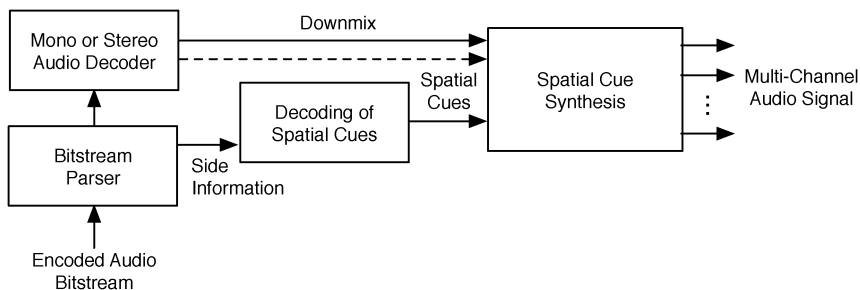 Mono or Stereo
Audio Decoder
Downmix
Spatial
Cues
Spatial Cue
Synthesis
Multi-Channel
Audio Signal
Decoding of
Spatial Cues
Bitstream
Parser
Side
Information
Encoded Audio
Bitstream